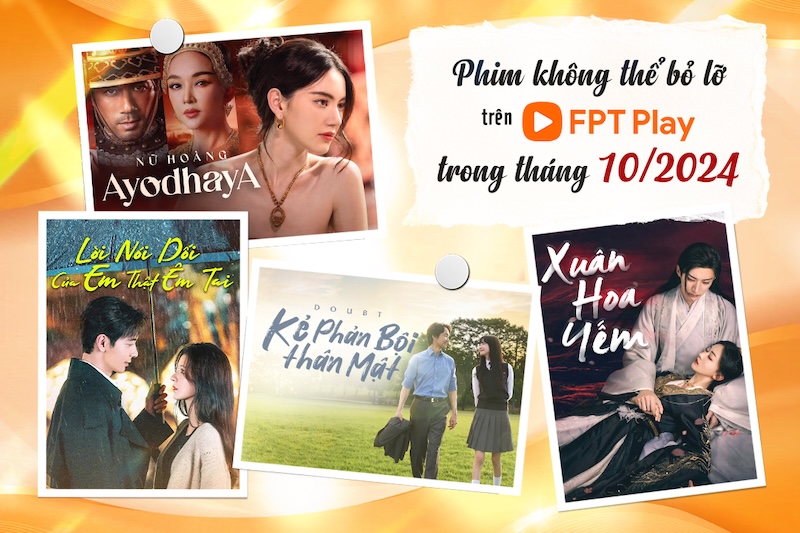 NỮ HOÀNG
AyodhayA
Phim không thể bỏ lỡ
trên FPT Play
trong tháng 10/2024
Lời Nói Dối
Của Em Thật Êm Tai
DOUBT
Kẻ Phản Bội
thân Mật
Xuân
Hoa
Yễm